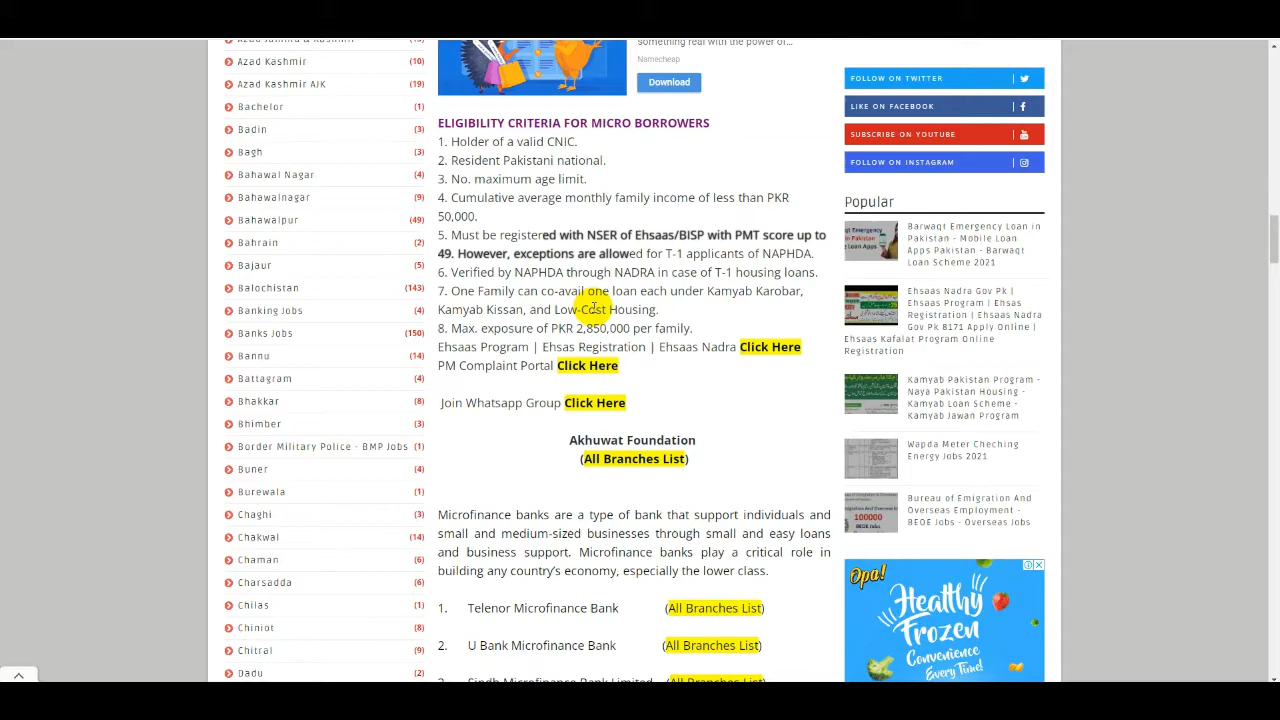 Azad Kashmir (10)
Azad Kashmir AJK (19)
Bachelor (1)
Badin (3)
Bagh (3)
Bahawal Nagar (4)
Bahawalnagar (9)
Bahawalpur (49)
Bahrain (2)
Bajaur (5)
Balochistan (143)
Banking Jobs (4)
Banks Jobs (150)
Bannu (14)
Battagram (4)
Bhakkar (8)
Bhimber (3)
Border Military Police - BMP Jobs (1)
Buner (4)
Burewala (1)
Chaghi (3)
Chakwal (14)
Chaman (6)
Charsadda (6)
Chilas (1)
Chiniot (8)
Chitral (9)
Dadu (2)
something real with the power of...
Namecheap
Download
ELIGIBILITY CRITERIA FOR MICRO BORROWERS
1. Holder of a valid CNIC.
2. Resident Pakistani national.
3. No. maximum age limit.
4. Cumulative average monthly family income of less than PKR
50,000.
5. Must be registered with NSER of Ehsaas/BISP with PMT score up to
49. However, exceptions are allowed for T-1 applicants of NAPHDA.
6. Verified by NAPHDA through NADRA in case of T-1 housing loans.
7. One Family can co-avail one loan each under Kamyab Karobar,
Kamyab Kissan, and Low-Cost Housing.
8. Max. exposure of PKR 2,850,000 per family.
Ehsaas Program | Ehsas Registration | Ehsaas Nadra Click Here
PM Complaint Portal Click Here
Join Whatsapp Group Click Here
Akhuwat Foundation
(All Branches List)
Microfinance banks are a type of bank that support individuals and
small and medium-sized businesses through small and easy loans
and business support. Microfinance banks play a critical role in
building any country's economy, especially the lower class.
1. Telenor Microfinance Bank (All Branches List)
2. U Bank Microfinance Bank (All Branches List)
FOLLOW ON TWITTER
LIKE ON FACEBOOK
SUBSCRIBE ON YOUTUBE
FOLLOW ON INSTAGRAM
Popular
Barwaqt Emergency Loan in
Pakistan - Mobile Loan
Apps Pakistan - Barwaqt
Loan Scheme 2021
Ehsaas Nadra Gov Pk |
Ehsaas Program | Ehsas
Registration | Ehsaas Nadra
Gov Pk 8171 Apply Online |
Ehsaas Kafalat Program Online
Registration
Kamyab Pakistan Program -
Naya Pakistan Housing -
Kamyab Loan Scheme -
Kamyab Jawan Program
Wapda Meter Cheching
Energy Jobs 2021
100000
Bureau of Emigration And
Overseas Employment -
BEOE Jobs - Overseas Jobs
Opa!
Healthy
Frozen
Convenience
Every Time!